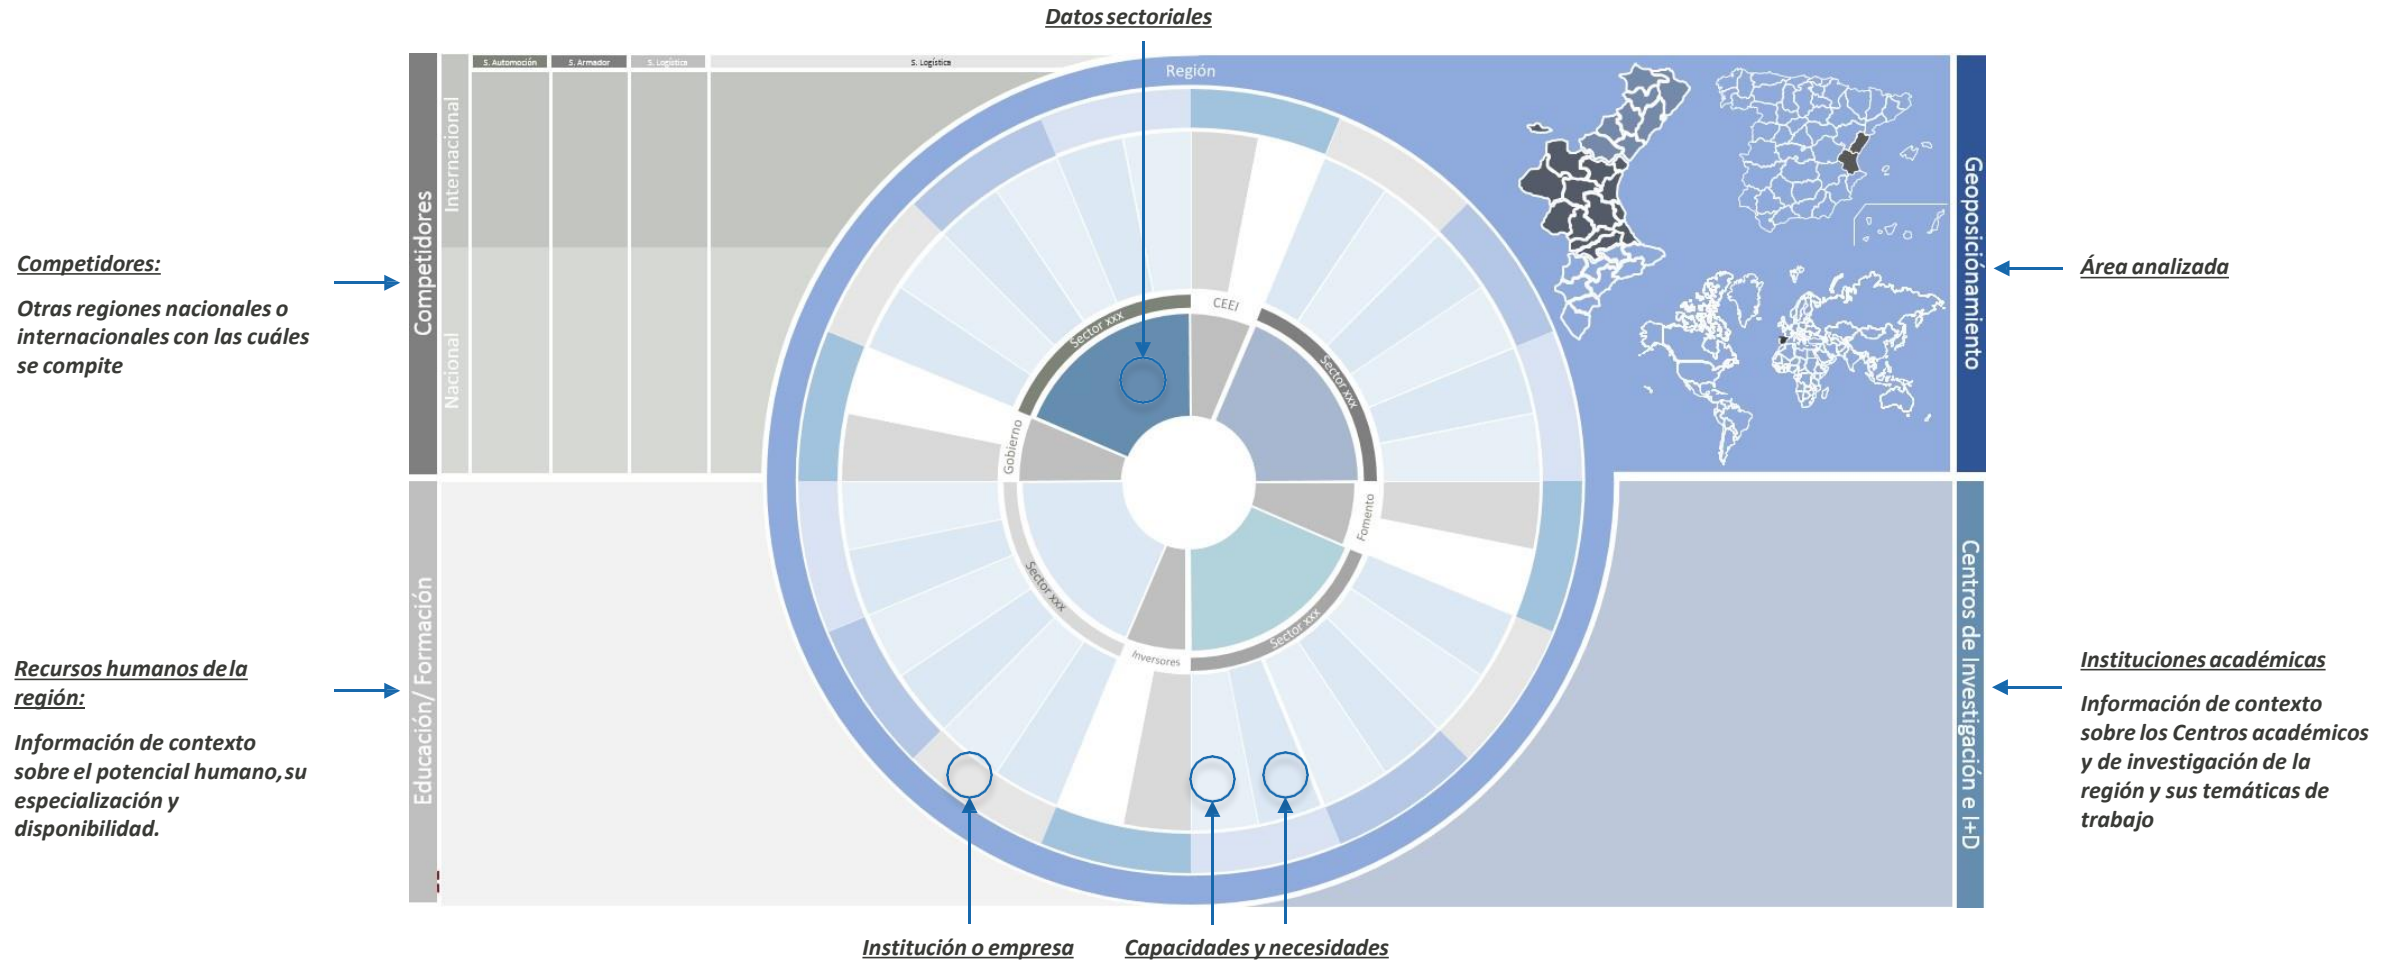 Datos sectoriales
S. Automoción
S. Armador
S. Logística
S. Logística
Región
Competidores
Internacional
Nacional
Geoposiciónamiento
Competidores:
Otras regiones nacionales o
internacionales con las cuáles
se compite
Área analizada
CEEI
Sector xxx
Sector xxx
Gobierno
Fomento
Sector xxx
Sector xxx
Inversores
Educación/ Formación
Centros de Investigación e I+D
Recursos humanos de la
región:
Información de contexto
sobre el potencial humano, su
especialización y
disponibilidad.
Instituciones académicas
Información de contexto
sobre los Centros académicos
y de investigación de la
región y sus temáticas de
trabajo
Institución o empresa
Capacidades y necesidades